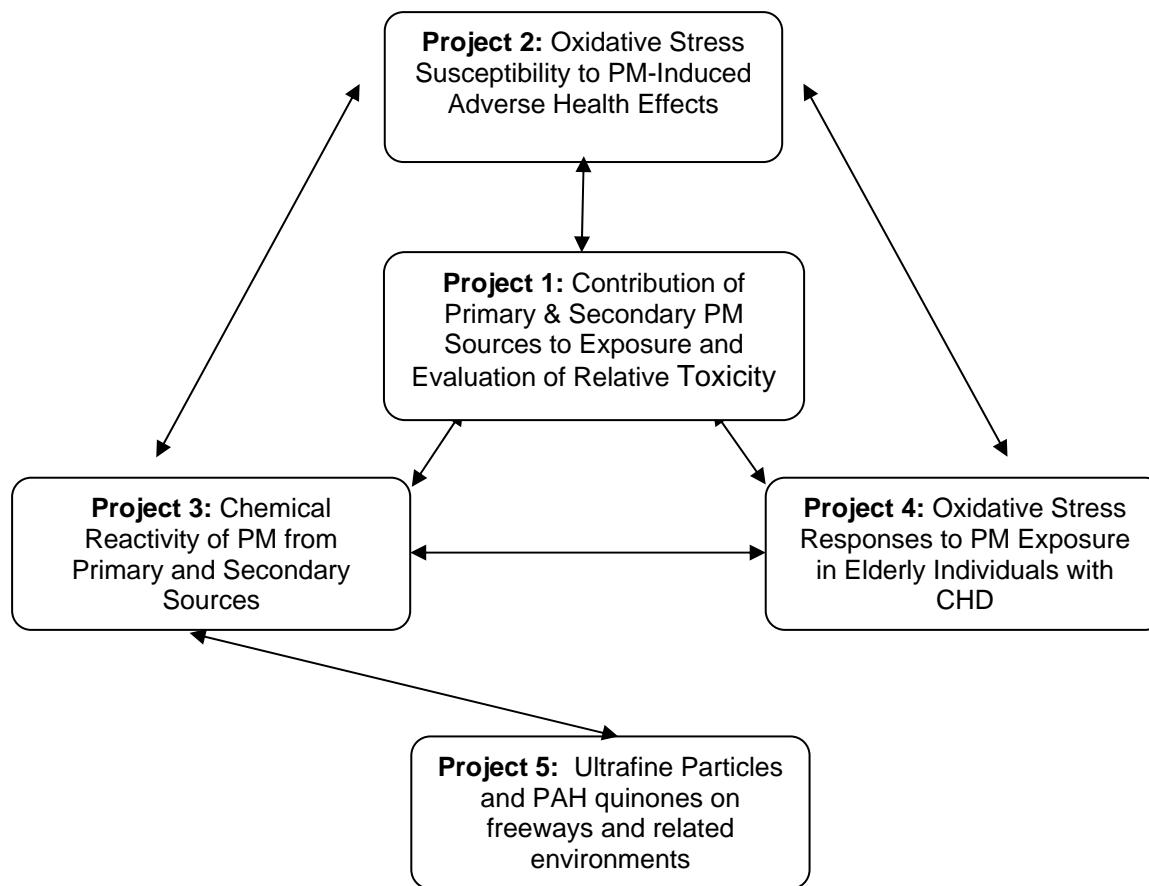 Project 2: Oxidative Stress
Susceptibility to PM-Induced
Adverse Health Effects
Project 1: Contribution of
Primary & Secondary PM
Sources to Exposure and
Evaluation of Relative Toxicity
Project 3: Chemical
Reactivity of PM from
Primary and Secondary
Sources
Project 4: Oxidative Stress
Responses to PM Exposure
in Elderly Individuals with
CHD
Project 5: Ultrafine Particles
and PAH quinones on
freeways and related
environments